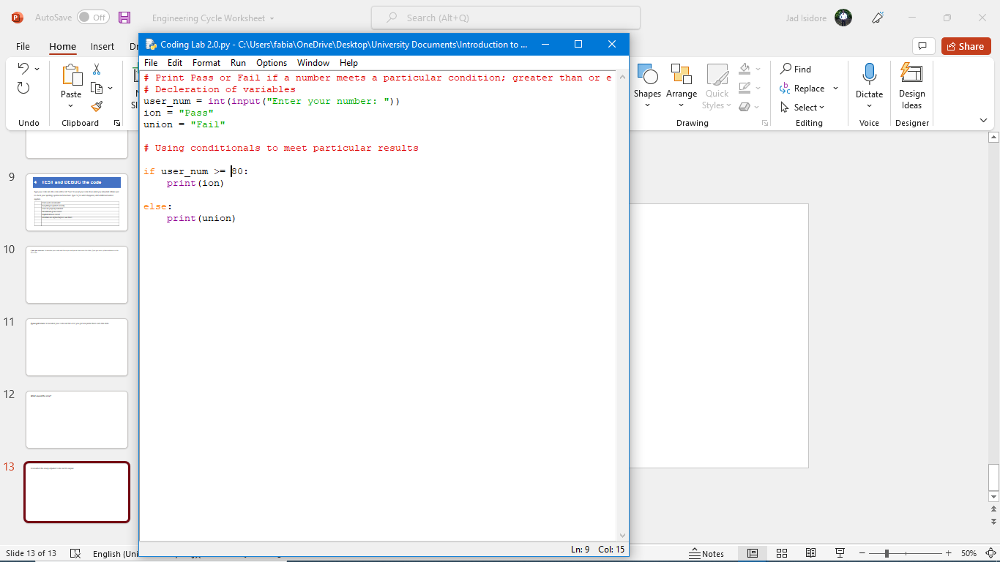 AutoSave Off
Engineering Cycle Worksheet
Search (Alt+Q)
Jad Isidore
File Home Insert
Share
Undo
Paste
Clipboard
Coding Lab 2.0.py - C:\Users\fabia\OneDrive\Desktop\University Documents\Introduction to ...
File Edit Format Run Options Window Help
# Print Pass or Fail if a number meets a particular condition; greater than or e
# Decleration of variables
user_num = int(input("Enter your number: "))
ion = "Pass"
union = "Fail"
# Using conditionals to meet particular results
if user_num >= 80:
print(ion)
else:
print(union)
Ln: 9 Col: 15
Shapes
Arrange
Quick
Styles
Drawing
Find
Replace
Select
Editing
Dictate
Voice
Design
Ideas
Designer
9
4 TEST and DEBUG the code
10
11
12
13
Slide 13 of 13
English (Uni
Notes
50%